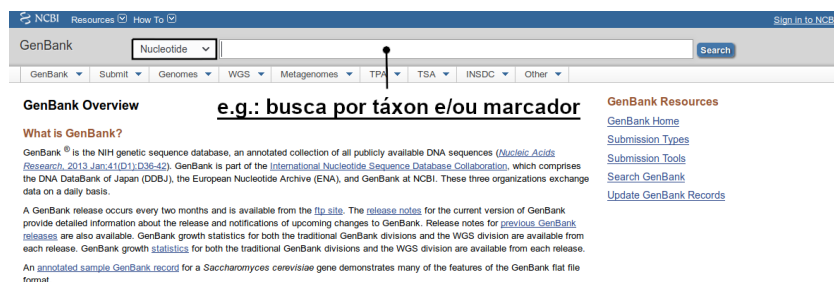 NCBI Resources How To Sign in to NCB
GenBank Nucleotide Search
GenBank Submit Genomes WGS Metagenomes TPA TSA INSDC Other
GenBank Overview
e.g.: busca por táxon e/ou marcador
GenBank Resources
What is GenBank?
GenBank Home
Submission Types
Submission Tools
Search GenBank
Update GenBank Records
GenBank ® is the NIH genetic sequence database, an annotated collection of all publicly available DNA sequences (Nucleic Acids
Research, 2013 Jan;41(D1):D36-42). GenBank is part of the International Nucleotide Sequence Database Collaboration, which comprises
the DNA DataBank of Japan (DDBJ), the European Nucleotide Archive (ENA), and GenBank at NCBI. These three organizations exchange
data on a daily basis.
A GenBank release occurs every two months and is available from the ftp site. The release notes for the current version of GenBank
provide detailed information about the release and notifications of upcoming changes to GenBank. Release notes for previous GenBank
releases are also available. GenBank growth statistics for both the traditional GenBank divisions and the WGS division are available from
each release. GenBank growth statistics for both the traditional GenBank divisions and the WGS division are available from each release.
An annotated sample GenBank record for a Saccharomyces cerevisiae gene demonstrates many of the features of the GenBank flat file
format.